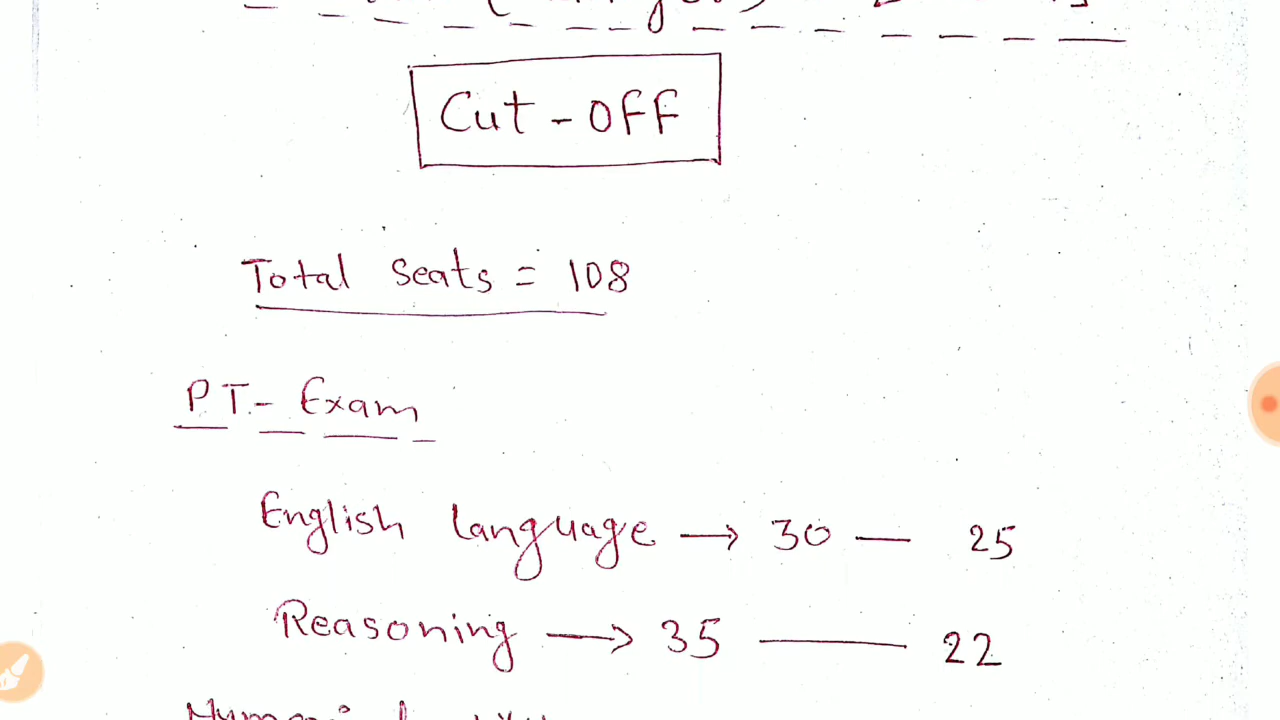 Cut - OFF
Total Seats = 108
PT - Exam
English language → 30 — 25
Reasoning → 35 — 22